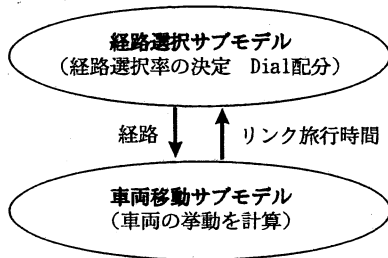 経路選択サブモデル
(経路選択率の決定 Dial配分)
経路
リンク旅行時間
車両移動サブモデル
(車両の挙動を計算)